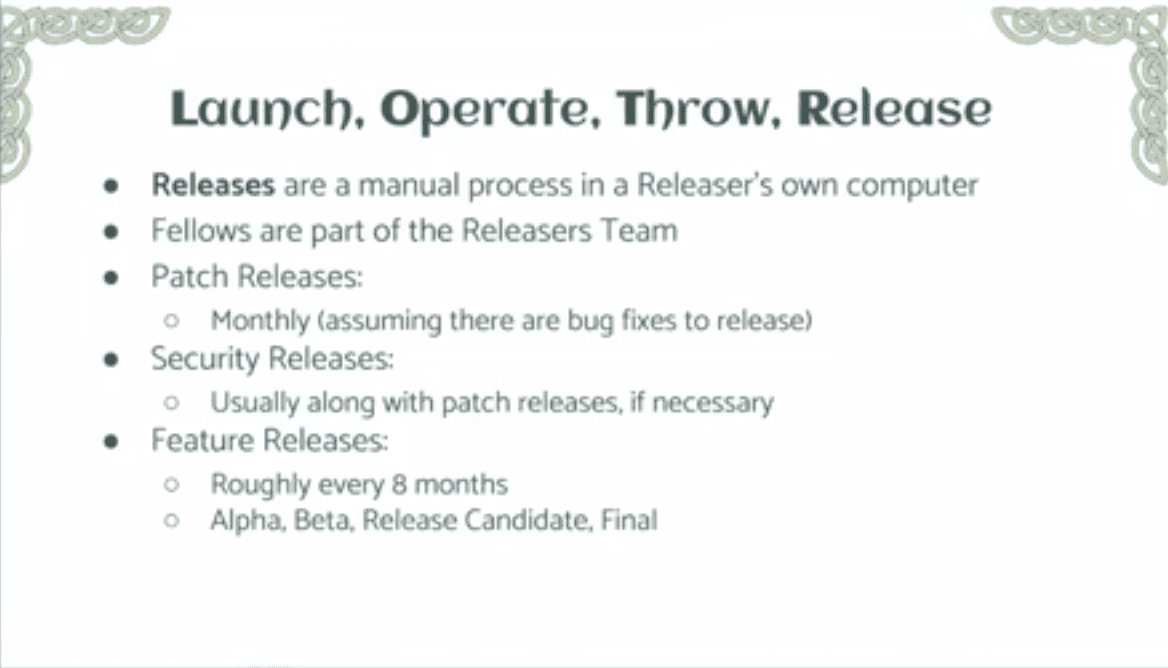 Launch, Operate, Throw, Release
● Releases are a manual process in a Releaser's own computer
● Fellows are part of the Releasers Team
● Patch Releases:
○ Monthly (assuming there are bug fixes to release)
● Security Releases:
○ Usually along with patch releases, if necessary
● Feature Releases:
○ Roughly every 8 months
○ Alpha, Beta, Release Candidate, Final